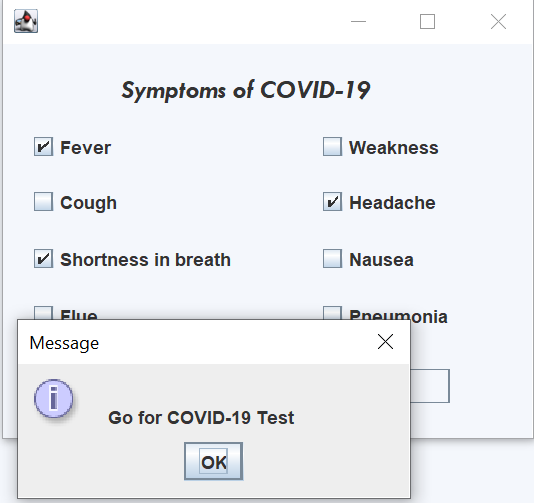 Symptoms of COVID-19
Fever
Weakness
Cough
Headache
Shortness in breath
Nausea
Flue
Pneumonia
Message
Go for COVID-19 Test
OK